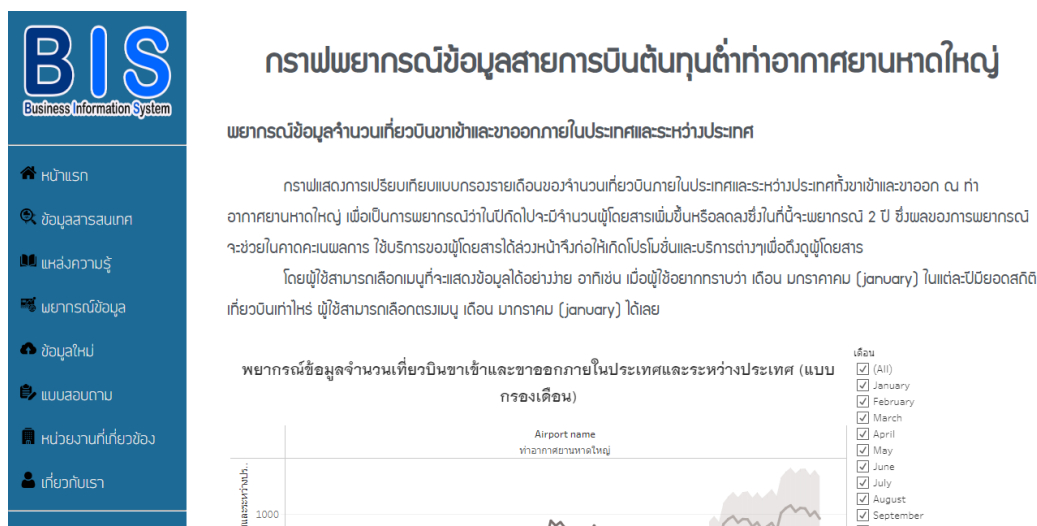 BIS
Business Information System
หน้าแรก
ข้อมูลสารสนเทศ
แหล่งความรู้
พยากรณ์ข้อมูล
ข้อมูลใหม่
แบบสอบถาม
หน่วยงานที่เกี่ยวข้อง
เกี่ยวกับเรา
กราฟพยากรณ์ข้อมูลสายการบินต้นทุนต่ำท่าอากาศยานหาดใหญ่
พยากรณ์ข้อมูลจำนวนเที่ยวบินขาเข้าและขาออกภายในประเทศและระหว่างประเทศ
กราฟแสดงการเปรียบเทียบแบบกรองรายเดือนของจำนวนเที่ยวบินภายในประเทศและระหว่างประเทศทั้งขาเข้าและขาออก ณ ท่า
อากาศยานหาดใหญ่ เพื่อเป็นการพยากรณ์ว่าในปีถัดไปจะมีจำนวนผู้โดยสารเพิ่มขึ้นหรือลดลงซึ่งในที่นี้จะพยากรณ์ 2 ปี ซึ่งผลของการพยากรณ์
จะช่วยในคาดคะเนผลการ ใช้บริการของผู้โดยสารได้ล่วงหน้าจึงก่อให้เกิดโปรโมชั่นและบริการต่างๆเพื่อดึงดูผู้โดยสาร
โดยผู้ใช้สามารถเลือกเมนูที่จะแสดงข้อมูลได้อย่างง่าย อาทิเช่น เมื่อผู้ใช้อยากทราบว่า เดือน มกราคาคม (january) ในแต่ละปีมียอดสถิติ
เที่ยวบินเท่าไหร่ ผู้ใช้สามารถเลือกตรงเมนู เดือน มากราคม (january) ได้เลย
พยากรณ์ข้อมูลจำนวนเที่ยวบินขาเข้าและขาออกภายในประเทศและระหว่างประเทศ (แบบ
กรองเดือน)
Airport name
ท่าอากาศยานหาดใหญ่
และระหว่างปร..
1000
เดือน
(All)
January
February
March
April
May
June
July
August
September